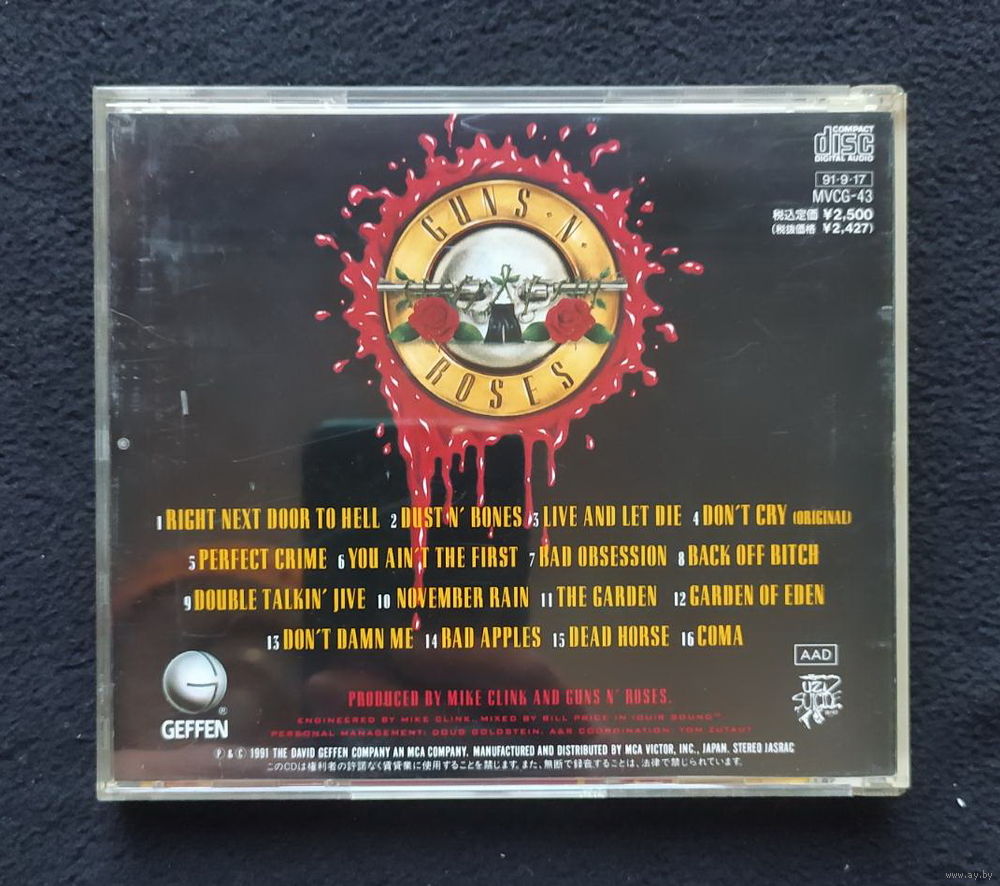 COMPACT
disc
DIGITAL AUDIO
91·9·17
MVCG-43
税込定価 ¥2,500
(税抜価格 ¥2,427)
GUNS · N ·
ROSES
1 RIGHT NEXT DOOR TO HELL 2 DUST N' BONES 3 LIVE AND LET DIE 4 DON'T CRY (ORIGINAL)
5 PERFECT CRIME 6 YOU AIN'T THE FIRST 7 BAD OBSESSION 8 BACK OFF BITCH
9 DOUBLE TALKIN' JIVE 10 NOVEMBER RAIN 11 THE GARDEN 12 GARDEN OF EDEN
13 DON'T DAMN ME 14 BAD APPLES 15 DEAD HORSE 16 COMA
AAD
G
®
GEFFEN
UZI
SUICIDE
PRODUCED BY MIKE CLINK AND GUNS N' ROSES.
ENGINEERED BY MIKE CLINK. MIXED BY BILL PRICE IN "QUIR SOUND"™
PERSONAL MANAGEMENT: DOUG GOLDSTEIN. A&R COORDINATION: TOM ZUTAUT
℗ & © 1991 THE DAVID GEFFEN COMPANY AN MCA COMPANY. MANUFACTURED AND DISTRIBUTED BY MCA VICTOR, INC., JAPAN. STEREO JASRAC
このCDは権利者の許諾なく賃貸業に使用することを禁じます。また、無断で録音することは、法律で禁じられています。
www.ay.by